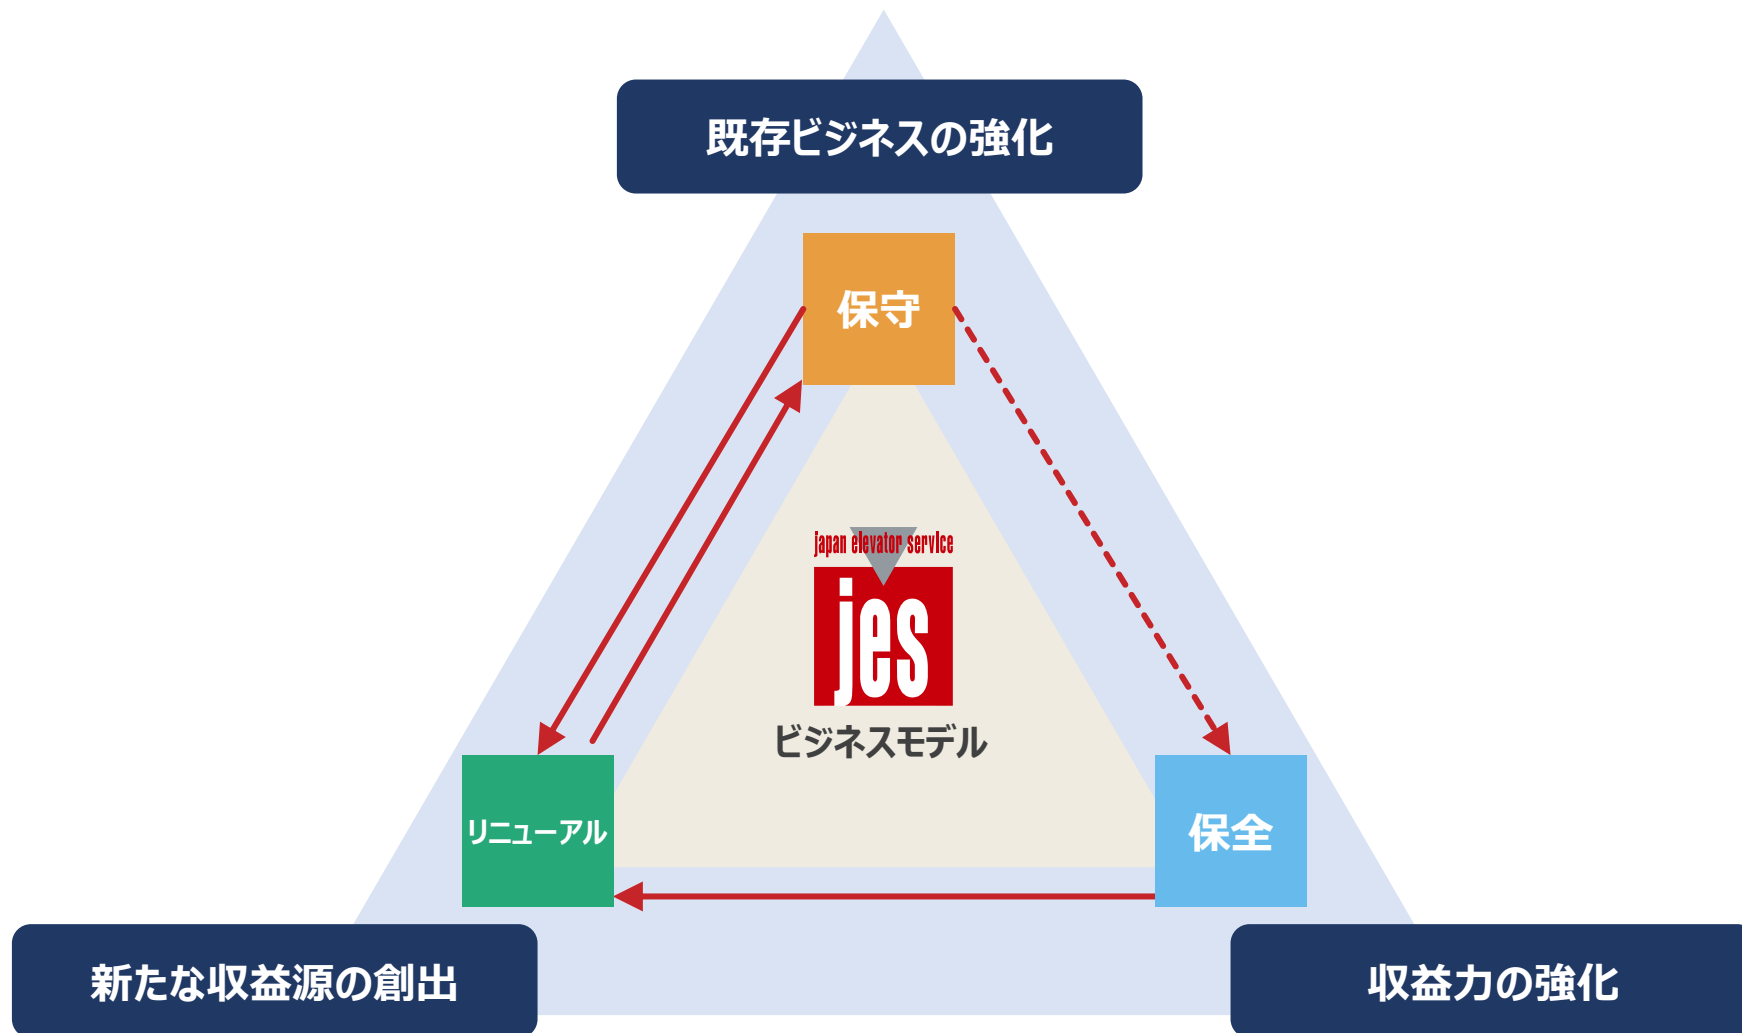 既存ビジネスの強化
保守
japan elevator service
jes
ビジネスモデル
リニューアル
保全
新たな収益源の創出
収益力の強化